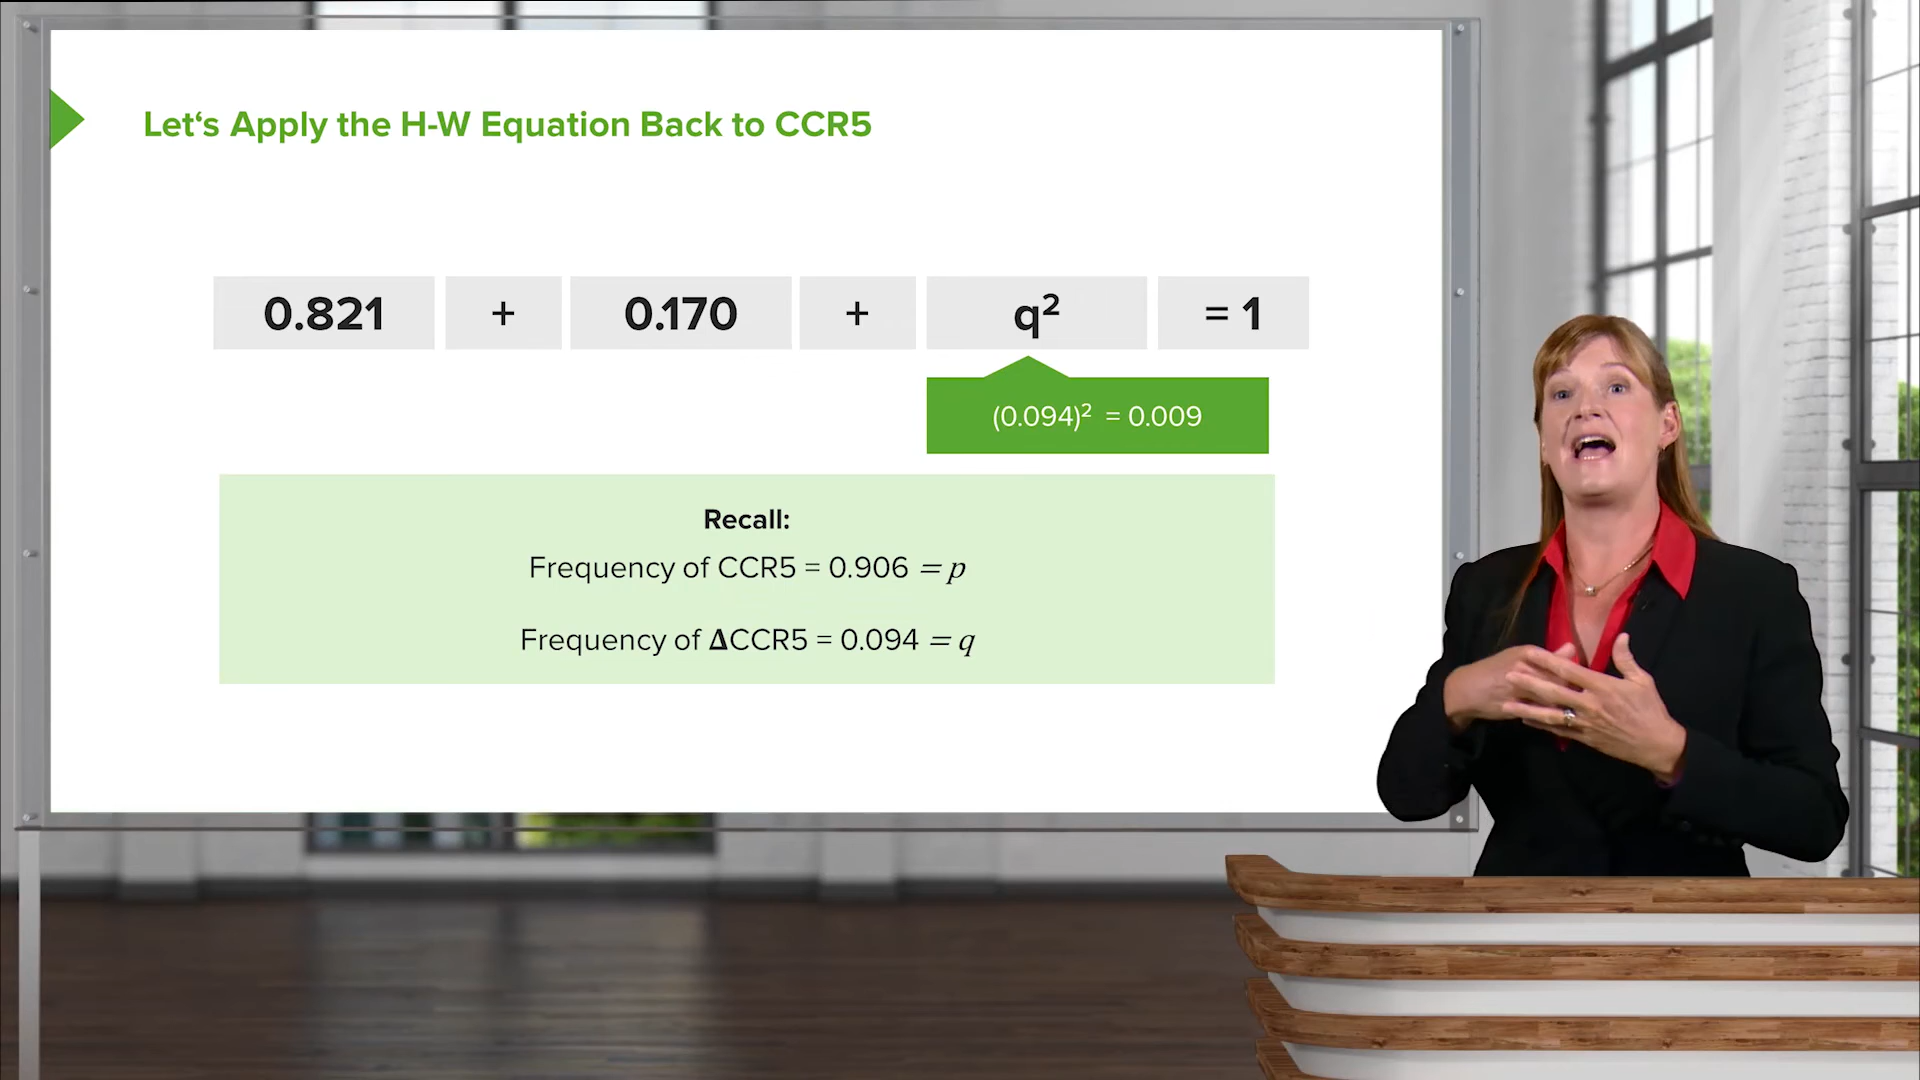 Let‘s Apply the H-W Equation Back to CCR5
0.821 + 0.170 + q² = 1
(0.094)² = 0.009
Recall:
Frequency of CCR5 = 0.906 = p
Frequency of ΔCCR5 = 0.094 = q